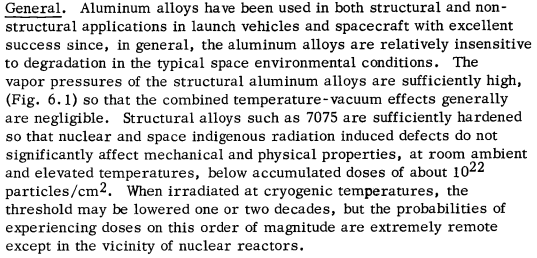 General. Aluminum alloys have been used in both structural and non-
structural applications in launch vehicles and spacecraft with excellent
success since, in general, the aluminum alloys are relatively insensitive
to degradation in the typical space environmental conditions. The
vapor pressures of the structural aluminum alloys are sufficiently high,
(Fig. 6.1) so that the combined temperature-vacuum effects generally
are negligible. Structural alloys such as 7075 are sufficiently hardened
so that nuclear and space indigenous radiation induced defects do not
significantly affect mechanical and physical properties, at room ambient
and elevated temperatures, below accumulated doses of about 10²²
particles/cm². When irradiated at cryogenic temperatures, the
threshold may be lowered one or two decades, but the probabilities of
experiencing doses on this order of magnitude are extremely remote
except in the vicinity of nuclear reactors.